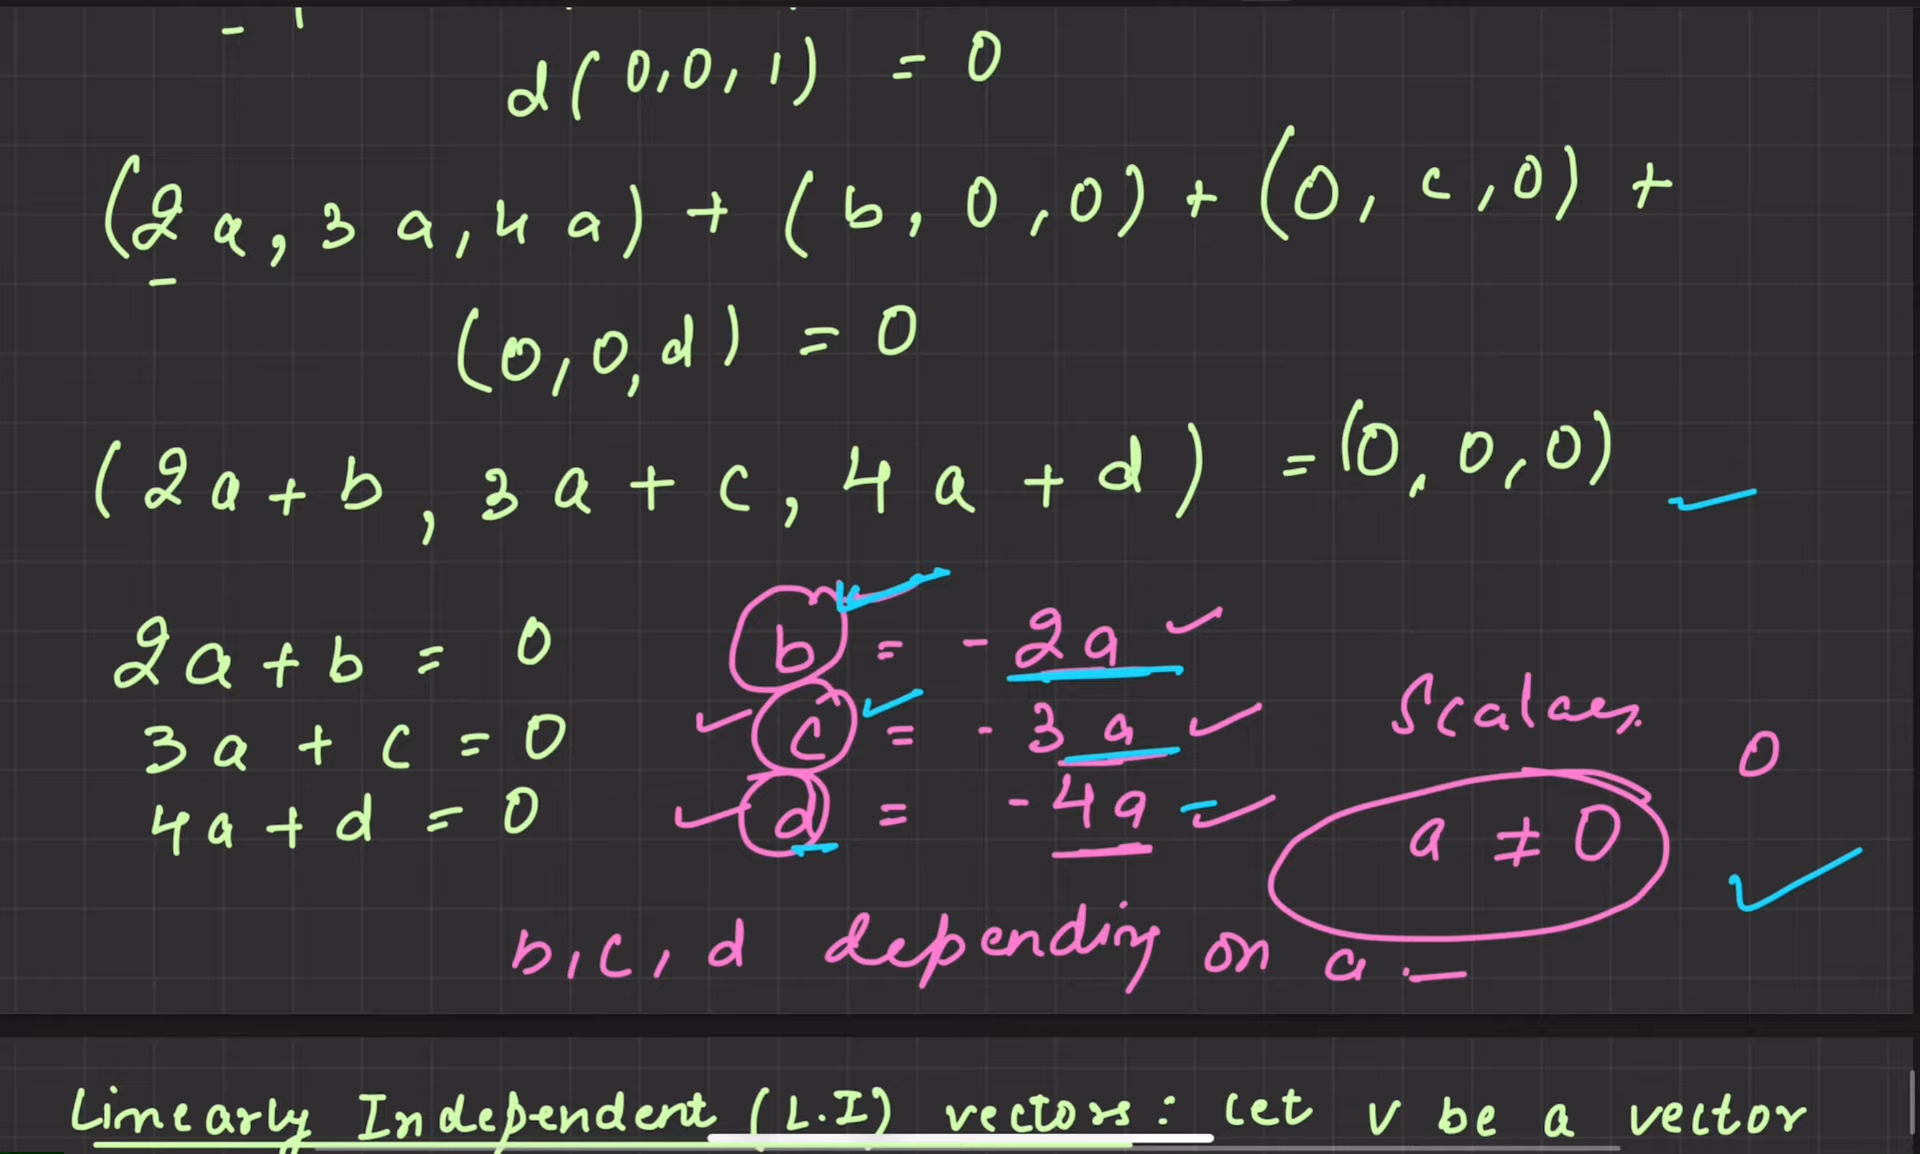 d(0,0,1) = 0
(2a,3a,4a) + (b,0,0) + (0,c,0) +
(0,0,d) = 0
(2a+b, 3a+c, 4a+d) = (0,0,0)
2a+b = 0 b = -2a
3a+c = 0 c = -3a Scalars 0
4a+d = 0 d = -4a a ≠ 0
b,c,d depending on a.
Linearly Independent (L.I) vectors: Let V be a vector